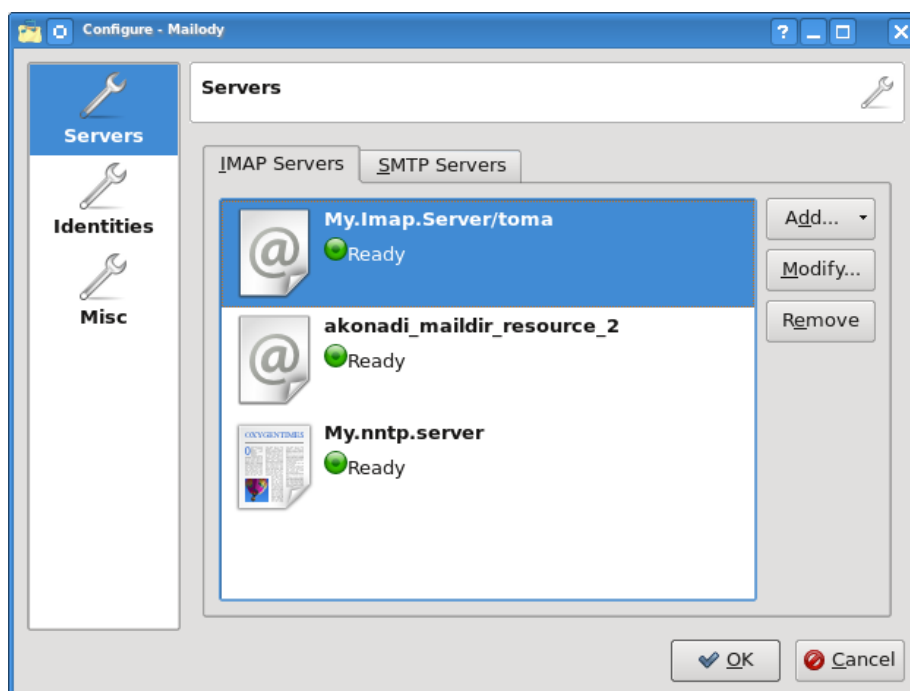 Configure - Mailody
Servers
Servers
Identities
Misc
IMAP Servers
SMTP Servers
My.Imap.Server/toma
Ready
akonadi_maildir_resource_2
Ready
OXYGENTIMES
My.nntp.server
Ready
Add...
Modify...
Remove
OK
Cancel